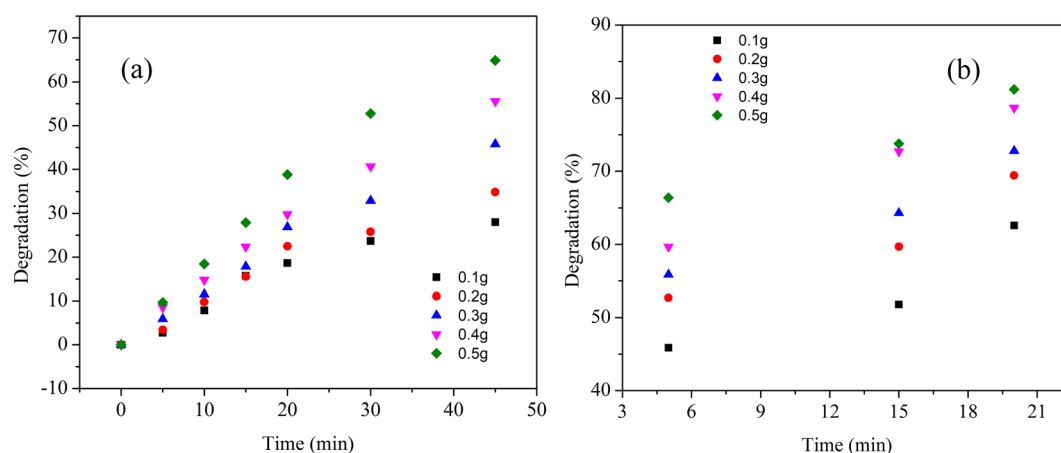 (a)
Degradation (%)
70
60
50
40
30
20
10
0
-10
0.1g
0.2g
0.3g
0.4g
0.5g
0 10 20 30 40 50
Time (min)
(b)
Degradation (%)
90
80
70
60
50
40
0.1g
0.2g
0.3g
0.4g
0.5g
3 6 9 12 15 18 21
Time (min)